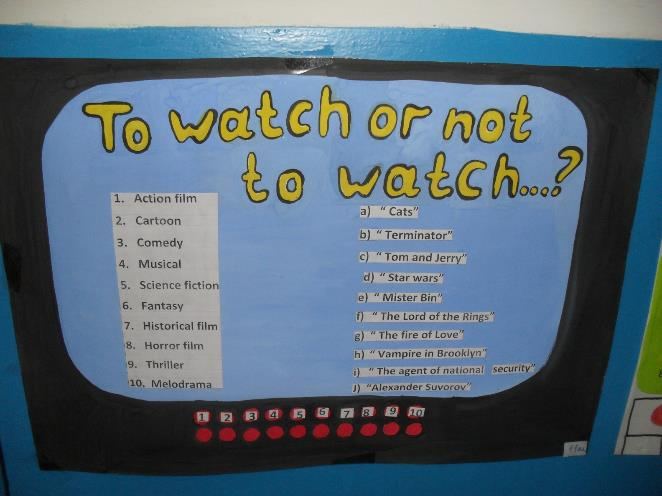 To watch or not
to watch....?
1. Action film
2. Cartoon
3. Comedy
4. Musical
5. Science fiction
6. Fantasy
7. Historical film
8. Horror film
9. Thriller
10. Melodrama
a) “ Cats”
b) “ Terminator”
c) “ Tom and Jerry”
d) “ Star wars”
e) “ Mister Bin”
f) “ The Lord of the Rings”
g) “ The fire of Love”
h) “ Vampire in Brooklyn”
i) “ The agent of national security”
J) “Alexander Suvorov”
1 2 3 4 5 6 7 8 9 10